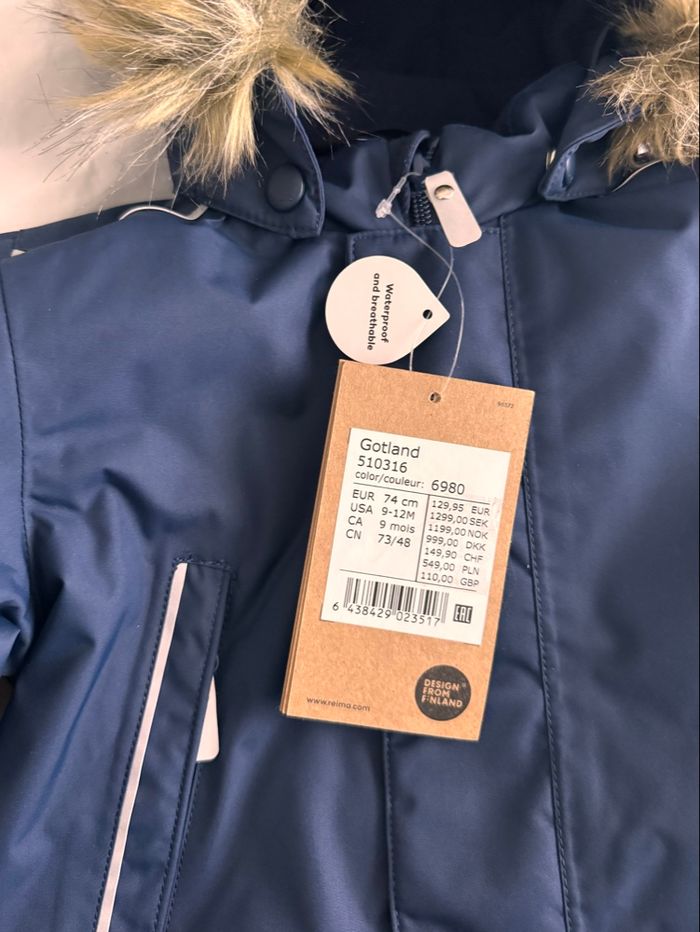 Waterproof
and breathable
Gotland
510316
color/couleur: 6980
EUR 74 cm
USA 9-12M
CA 9 mois
CN 73/48
129,95 EUR
1299,00 SEK
1199,00 NOK
999,00 DKK
149,90 CHF
549,00 PLN
110,00 GBP
6 438429 023517
EAC
www.reima.com
DESIGN
FROM
FINLAND